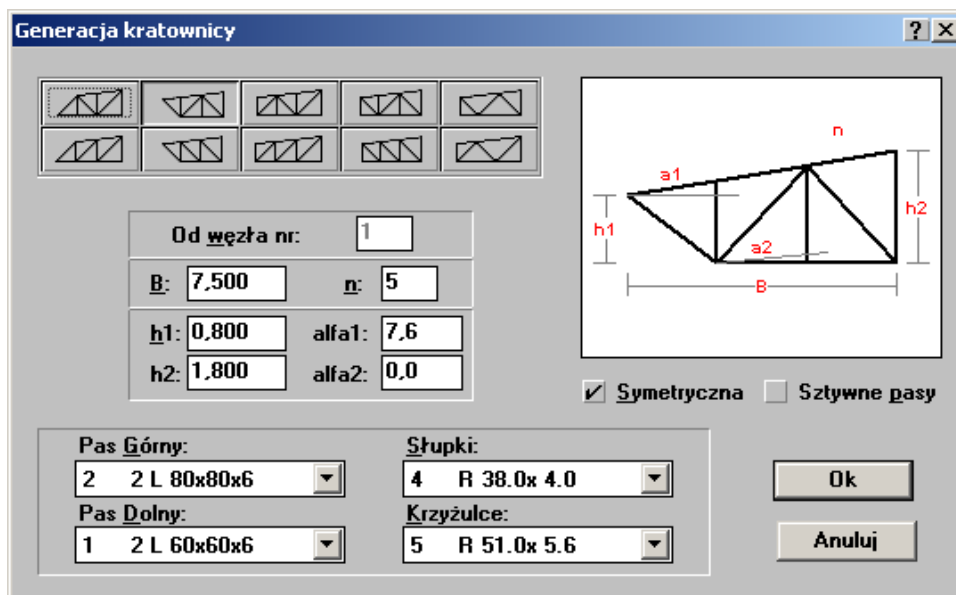 Generacja kratownicy
n
a1
h1
h2
a2
B
Od węzła nr: 1
B: 7,500 n: 5
h1: 0,800 alfa1: 7,6
h2: 1,800 alfa2: 0,0
Symetryczna Sztywne pasy
Pas Górny: Słupki:
2 2 L 80x80x6 4 R 38.0x 4.0
Pas Dolny: Krzyżulce:
1 2 L 60x60x6 5 R 51.0x 5.6
Ok
Anuluj